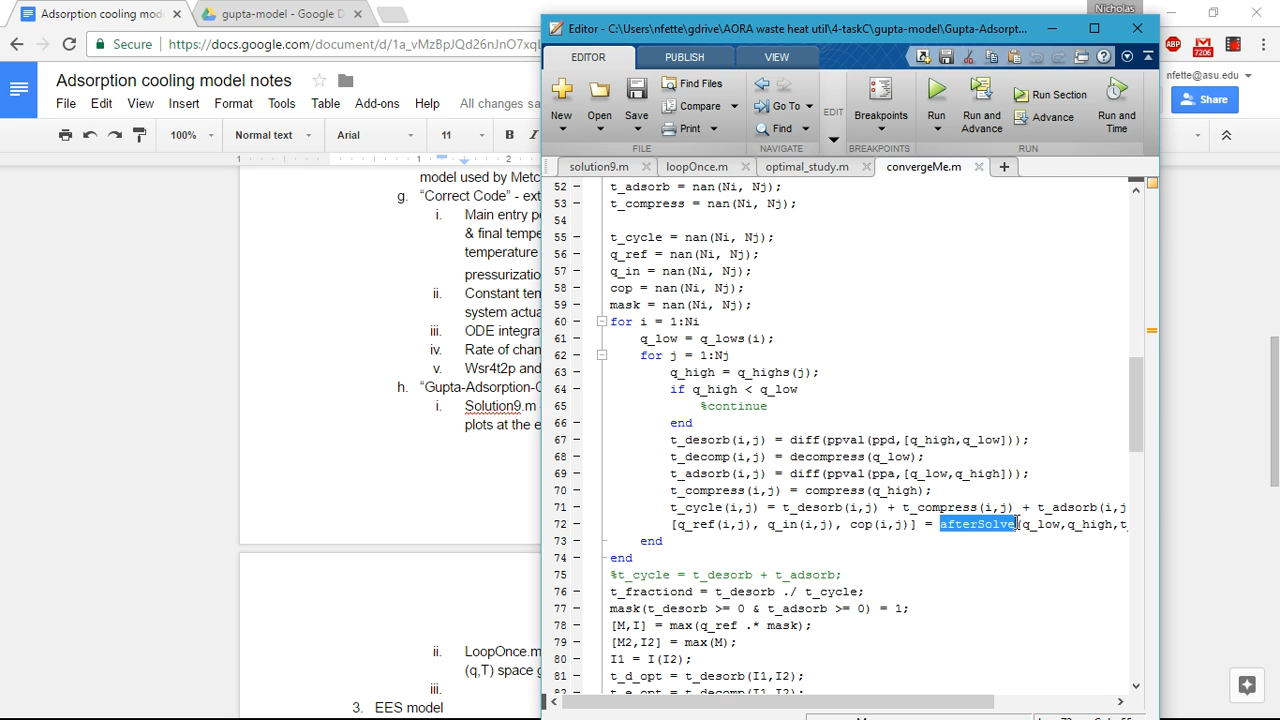 Nicholas
Adsorption cooling mod
gupta-model - Google D
Editor - C:\Users\nfette\gdrive\AORA waste heat util\4-taskC\gupta-model\Gupta-Adsorpt...
Secure
https://docs.google.com/document/d/1a_vMzBpJQd26nJnO7xqL
7206
EDITOR
PUBLISH
VIEW
Adsorption cooling model notes
nfette@asu.edu
File Edit View Insert Format Tools Table Add-ons Help All changes sa
Share
New
Open
Save
Find Files
Compare
Print
Go To
Find
EDIT
Breakpoints
Run
Run and Advance
Run Section
Advance
Run and Time
FILE
NAVIGATE
BREAKPOINTS
RUN
100%
Normal text
Arial
11
B
I
1
1
2
solution9.m
loopOnce.m
optimal_study.m
convergeMe.m
model used by Metc
g. "Correct Code" - ext
i. Main entry po
& final tempe
temperature
pressurizatio
ii. Constant tem
system actua
iii. ODE integra
iv. Rate of chan
v. Wsr4t2p and
h. "Gupta-Adsorption-C
i. Solution9.m
plots at the e
ii. LoopOnce.m
(q,T) space g
iii.
3. EES model
52 - t_adsorb = nan(Ni, Nj);
53 - t_compress = nan(Ni, Nj);
54
55 - t_cycle = nan(Ni, Nj);
56 - q_ref = nan(Ni, Nj);
57 - q_in = nan(Ni, Nj);
58 - cop = nan(Ni, Nj);
59 - mask = nan(Ni, Nj);
60 - for i = 1:Ni
61 - q_low = q_lows(i);
62 - for j = 1:Nj
63 - q_high = q_highs(j);
64 - if q_high < q_low
65 %continue
66 - end
67 - t_desorb(i,j) = diff(ppval(ppd,[q_high,q_low]));
68 - t_decomp(i,j) = decompress(q_low);
69 - t_adsorb(i,j) = diff(ppval(ppa,[q_low,q_high]));
70 - t_compress(i,j) = compress(q_high);
71 - t_cycle(i,j) = t_desorb(i,j) + t_compress(i,j) + t_adsorb(i,j
72 - [q_ref(i,j), q_in(i,j), cop(i,j)] = afterSolve(q_low,q_high,t_
73 - end
74 - end
75 %t_cycle = t_desorb + t_adsorb;
76 - t_fractiond = t_desorb ./ t_cycle;
77 - mask(t_desorb >= 0 & t_adsorb >= 0) = 1;
78 - [M,I] = max(q_ref .* mask);
79 - [M2,I2] = max(M);
80 - I1 = I(I2);
81 - t_d_opt = t_desorb(I1,I2);
82 - t_e_opt = t_decomp(I1,I2);